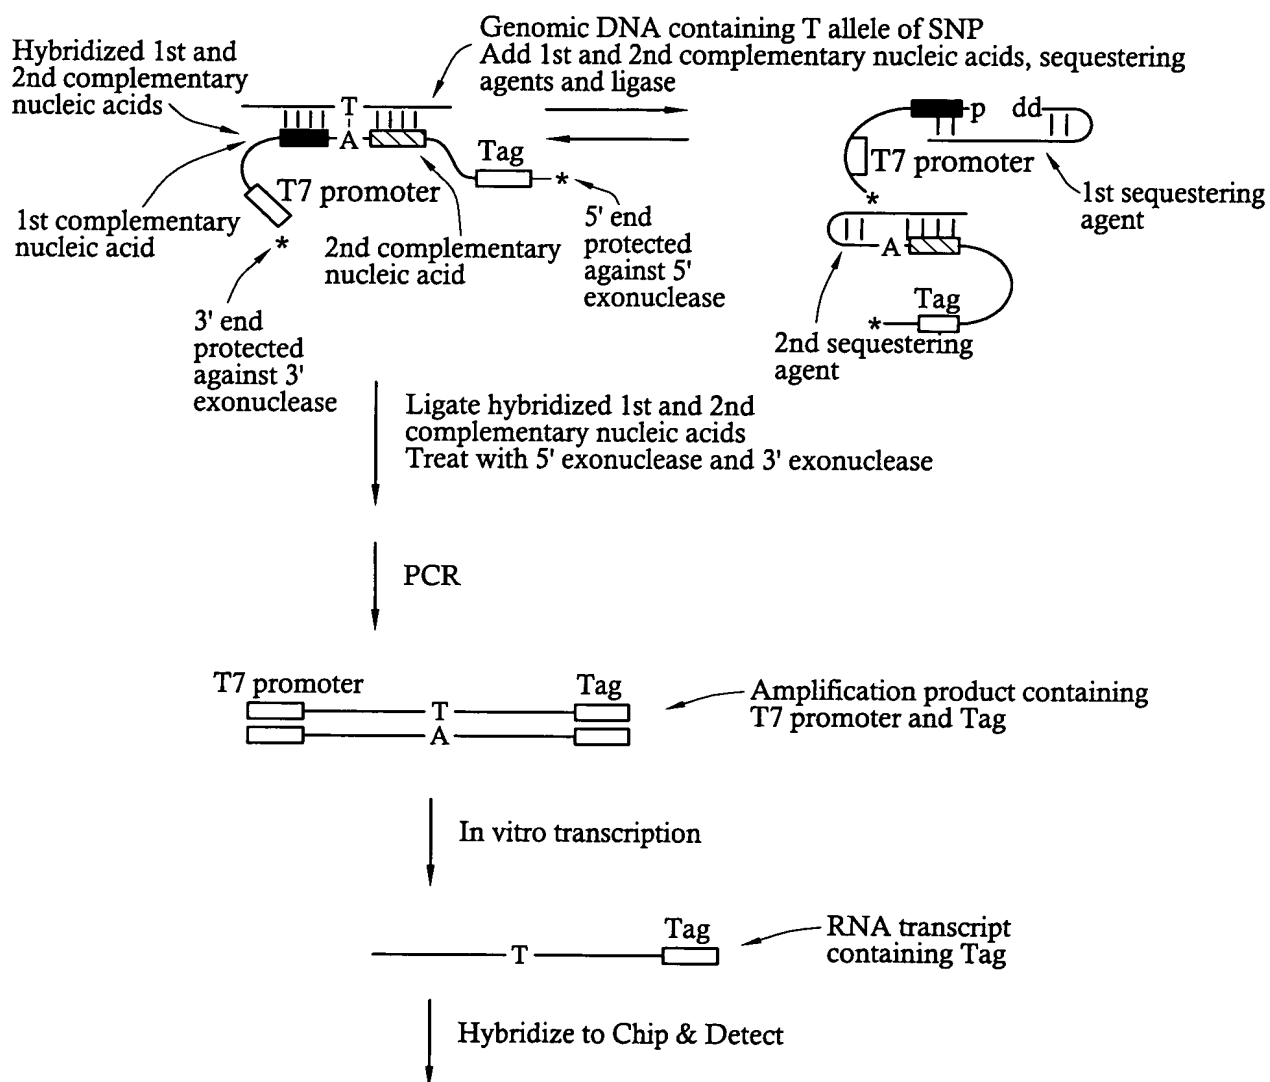 Genomic DNA containing T allele of SNP
Add 1st and 2nd complementary nucleic acids, sequestering
agents and ligase
Hybridized 1st and
2nd complementary
nucleic acids
T
A
Tag
*
T7 promoter
*
1st complementary
nucleic acid
2nd complementary
nucleic acid
5' end
protected
against 5'
exonuclease
3' end
protected
against 3'
exonuclease
p
dd
T7 promoter
*
1st sequestering
agent
A
Tag
*
2nd sequestering
agent
Ligate hybridized 1st and 2nd
complementary nucleic acids
Treat with 5' exonuclease and 3' exonuclease
PCR
T7 promoter
Tag
T
A
Amplification product containing
T7 promoter and Tag
In vitro transcription
Tag
T
RNA transcript
containing Tag
Hybridize to Chip & Detect